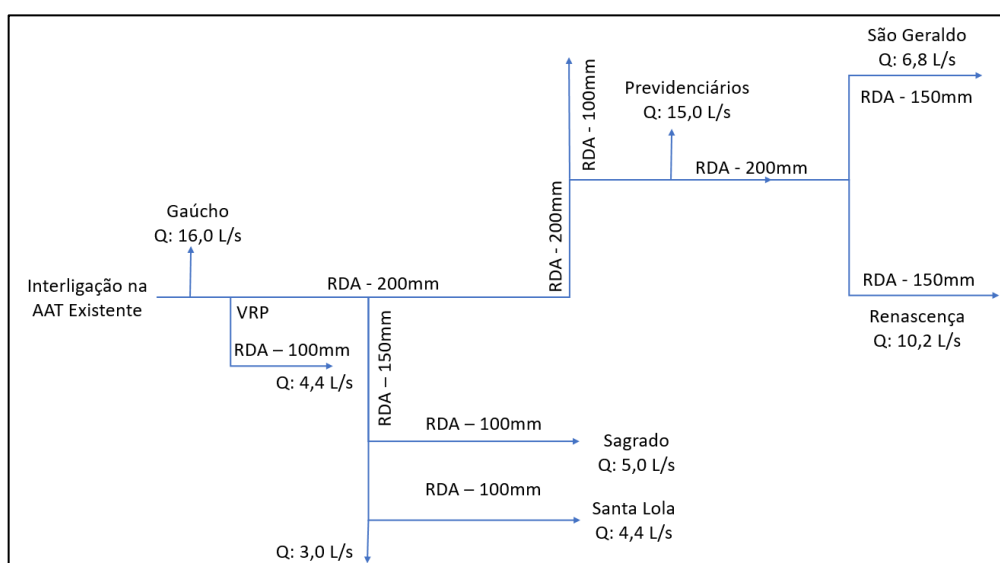 São Geraldo
Q: 6,8 L/s
RDA - 150mm
Previdenciários
Q: 15,0 L/s
RDA - 100mm
RDA - 200mm
RDA - 200mm
Gaúcho
Q: 16,0 L/s
Interligação na
AAT Existente
RDA - 200mm
VRP
RDA – 100mm
Q: 4,4 L/s
RDA – 150mm
RDA - 150mm
Renascença
Q: 10,2 L/s
RDA – 100mm
Sagrado
Q: 5,0 L/s
RDA – 100mm
Santa Lola
Q: 4,4 L/s
Q: 3,0 L/s